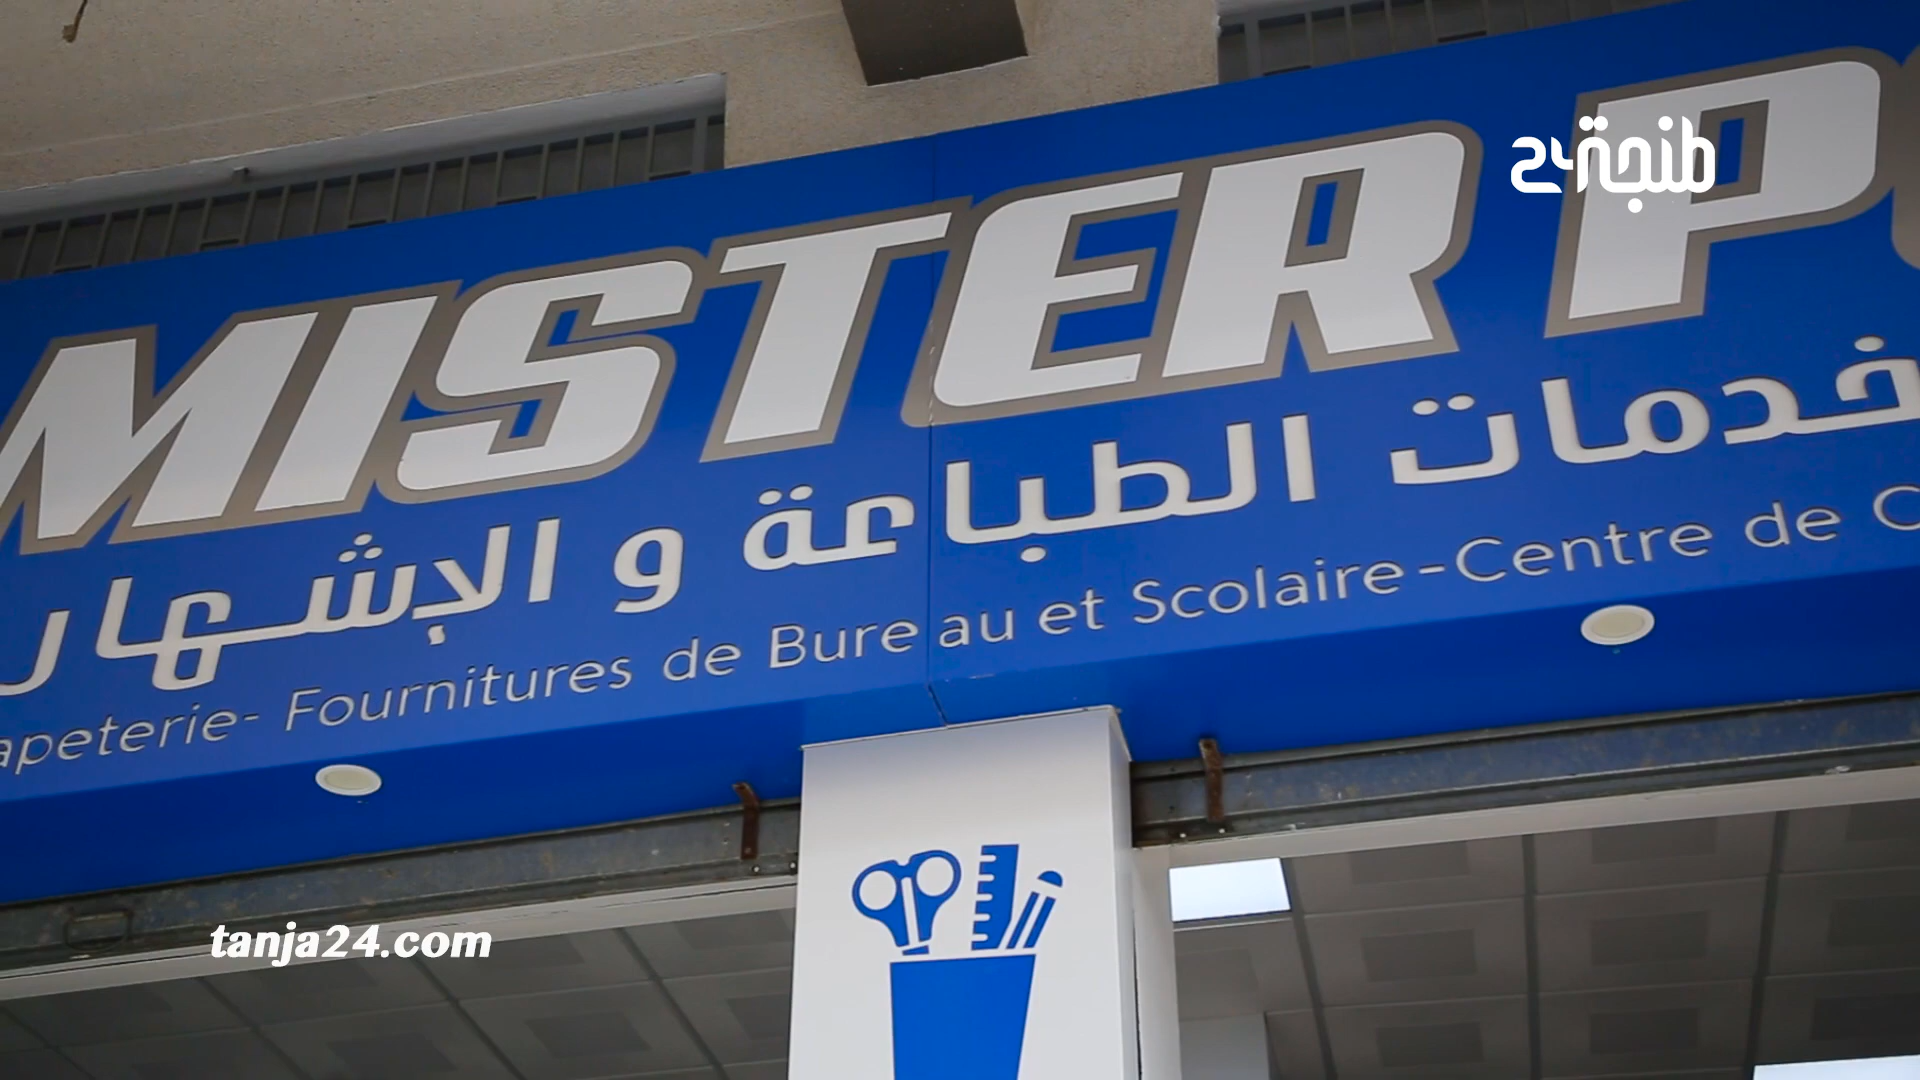 طنجة24
MISTER P
خدمات الطباعة و الإشهار
apeterie- Fournitures de Bureau et Scolaire-Centre de C
tanja24.com